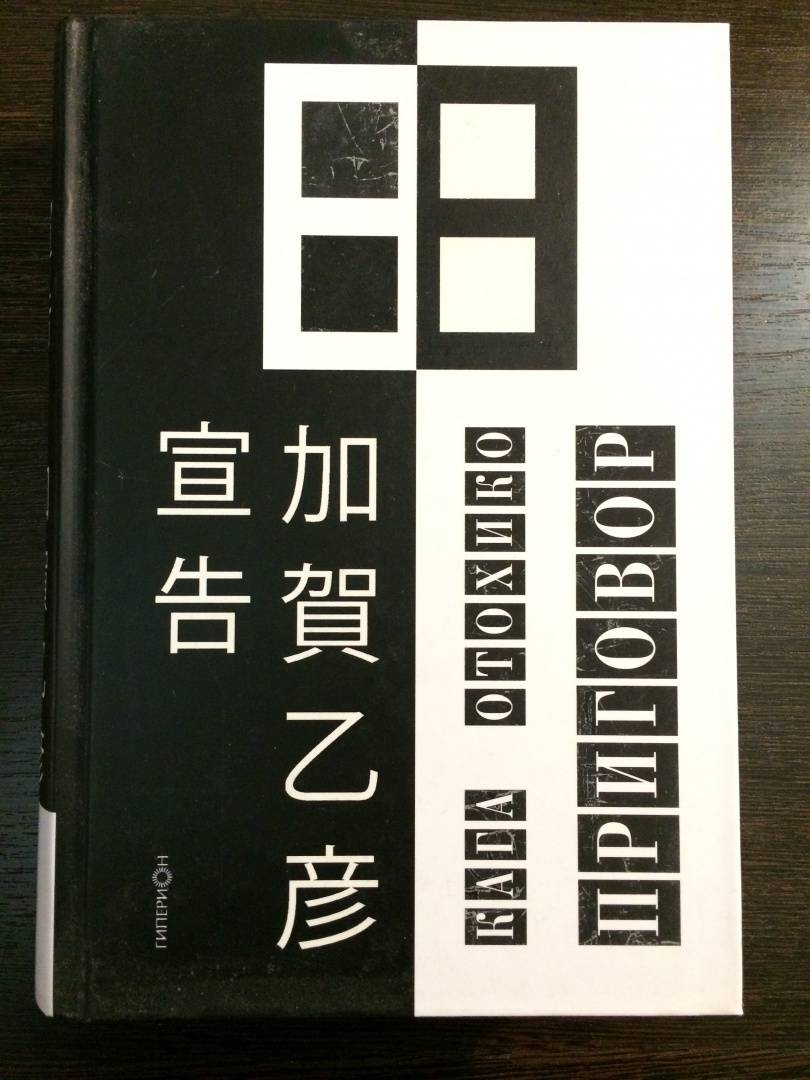 加賀乙彦
宣告
КАГА ОТОХИКО
ПРИГОВОР
ГИПЕРИОН